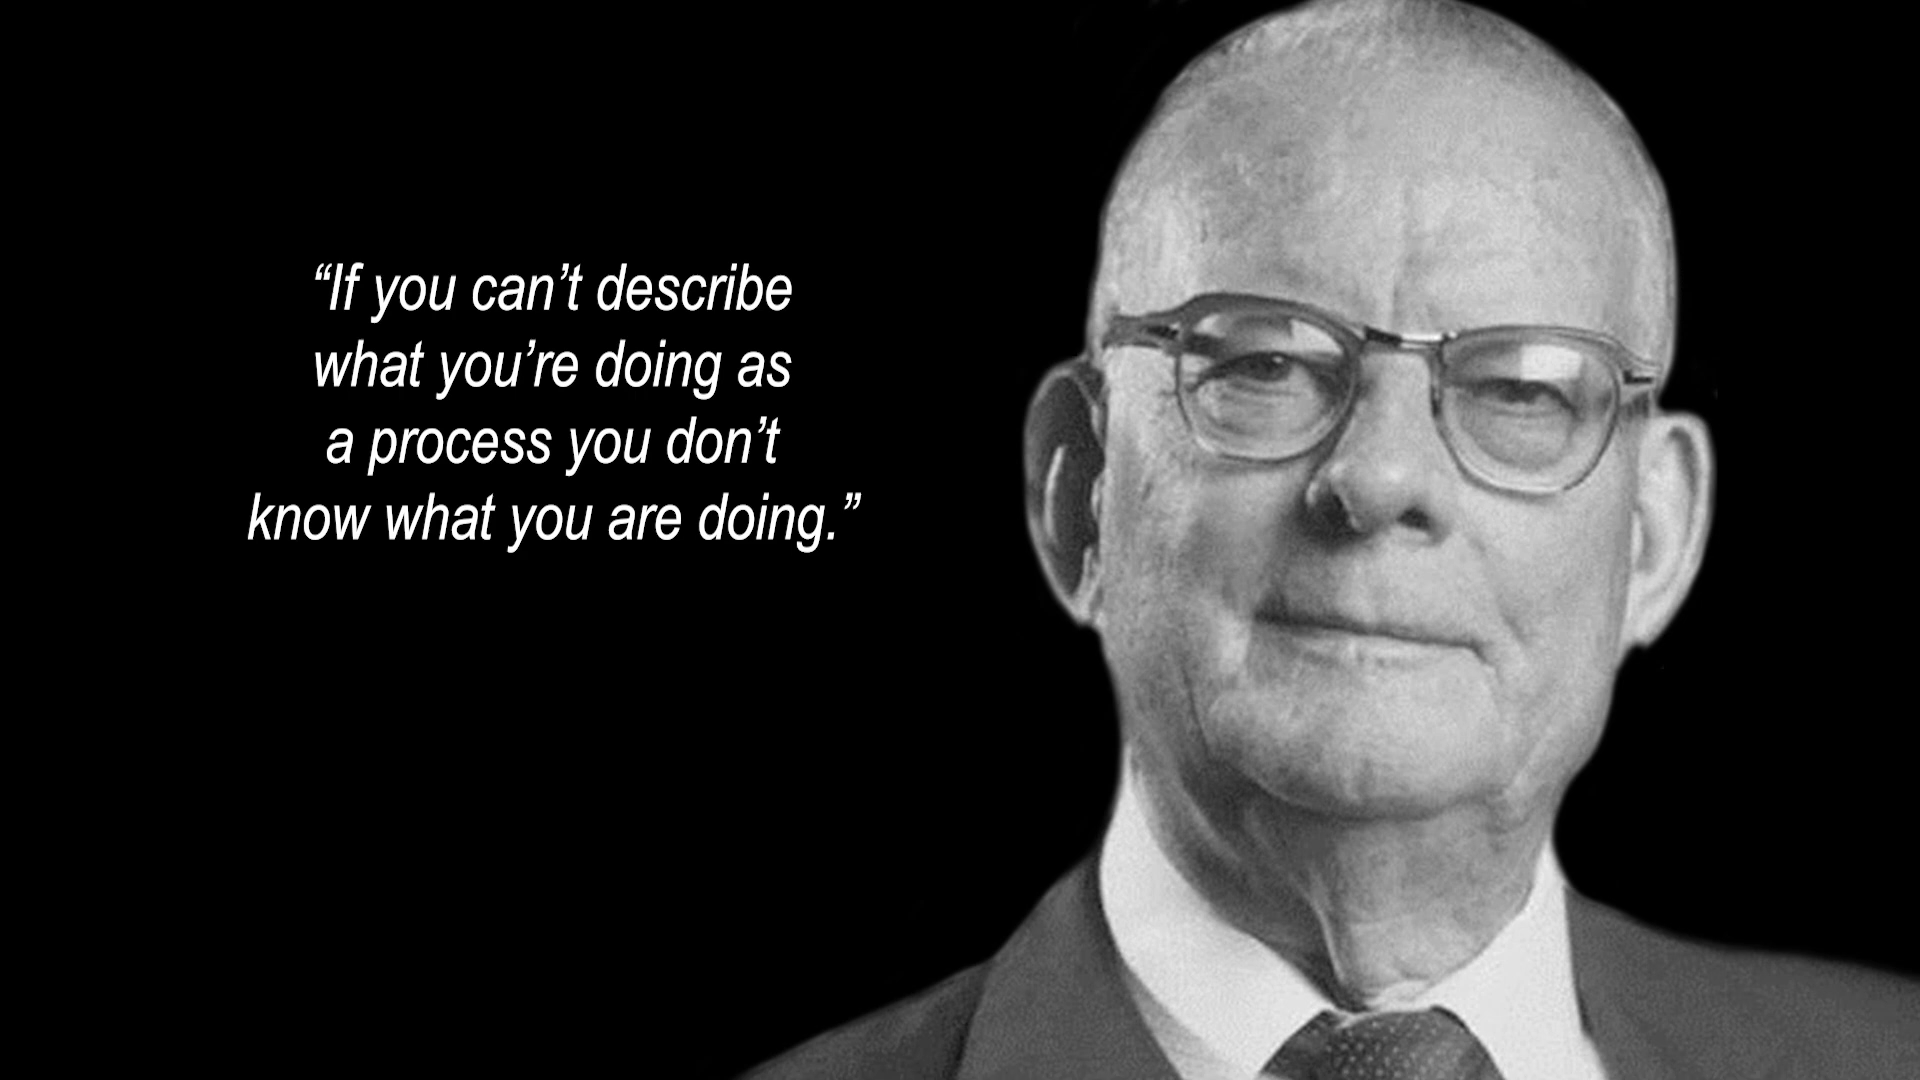 “If you can’t describe
what you’re doing as
a process you don’t
know what you are doing.”